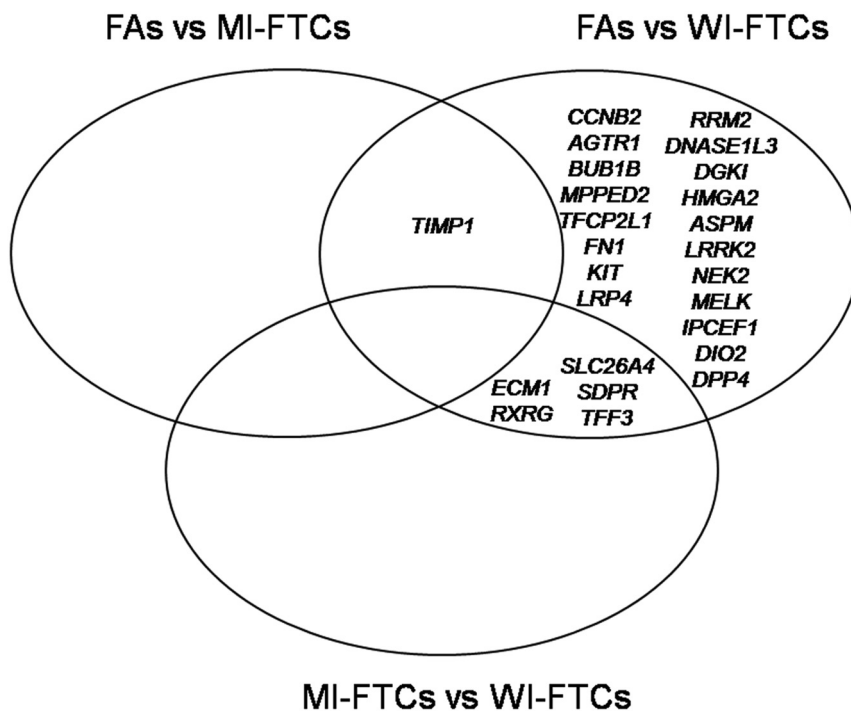 FAs vs MI-FTCs
FAs vs WI-FTCs
TIMP1
CCNB2
AGTR1
BUB1B
MPPED2
TFCP2L1
FN1
KIT
LRP4
RRM2
DNASE1L3
DGKI
HMGA2
ASPM
LRRK2
NEK2
MELK
IPCEF1
DIO2
DPP4
ECM1
RXRG
SLC26A4
SDPR
TFF3
MI-FTCs vs WI-FTCs